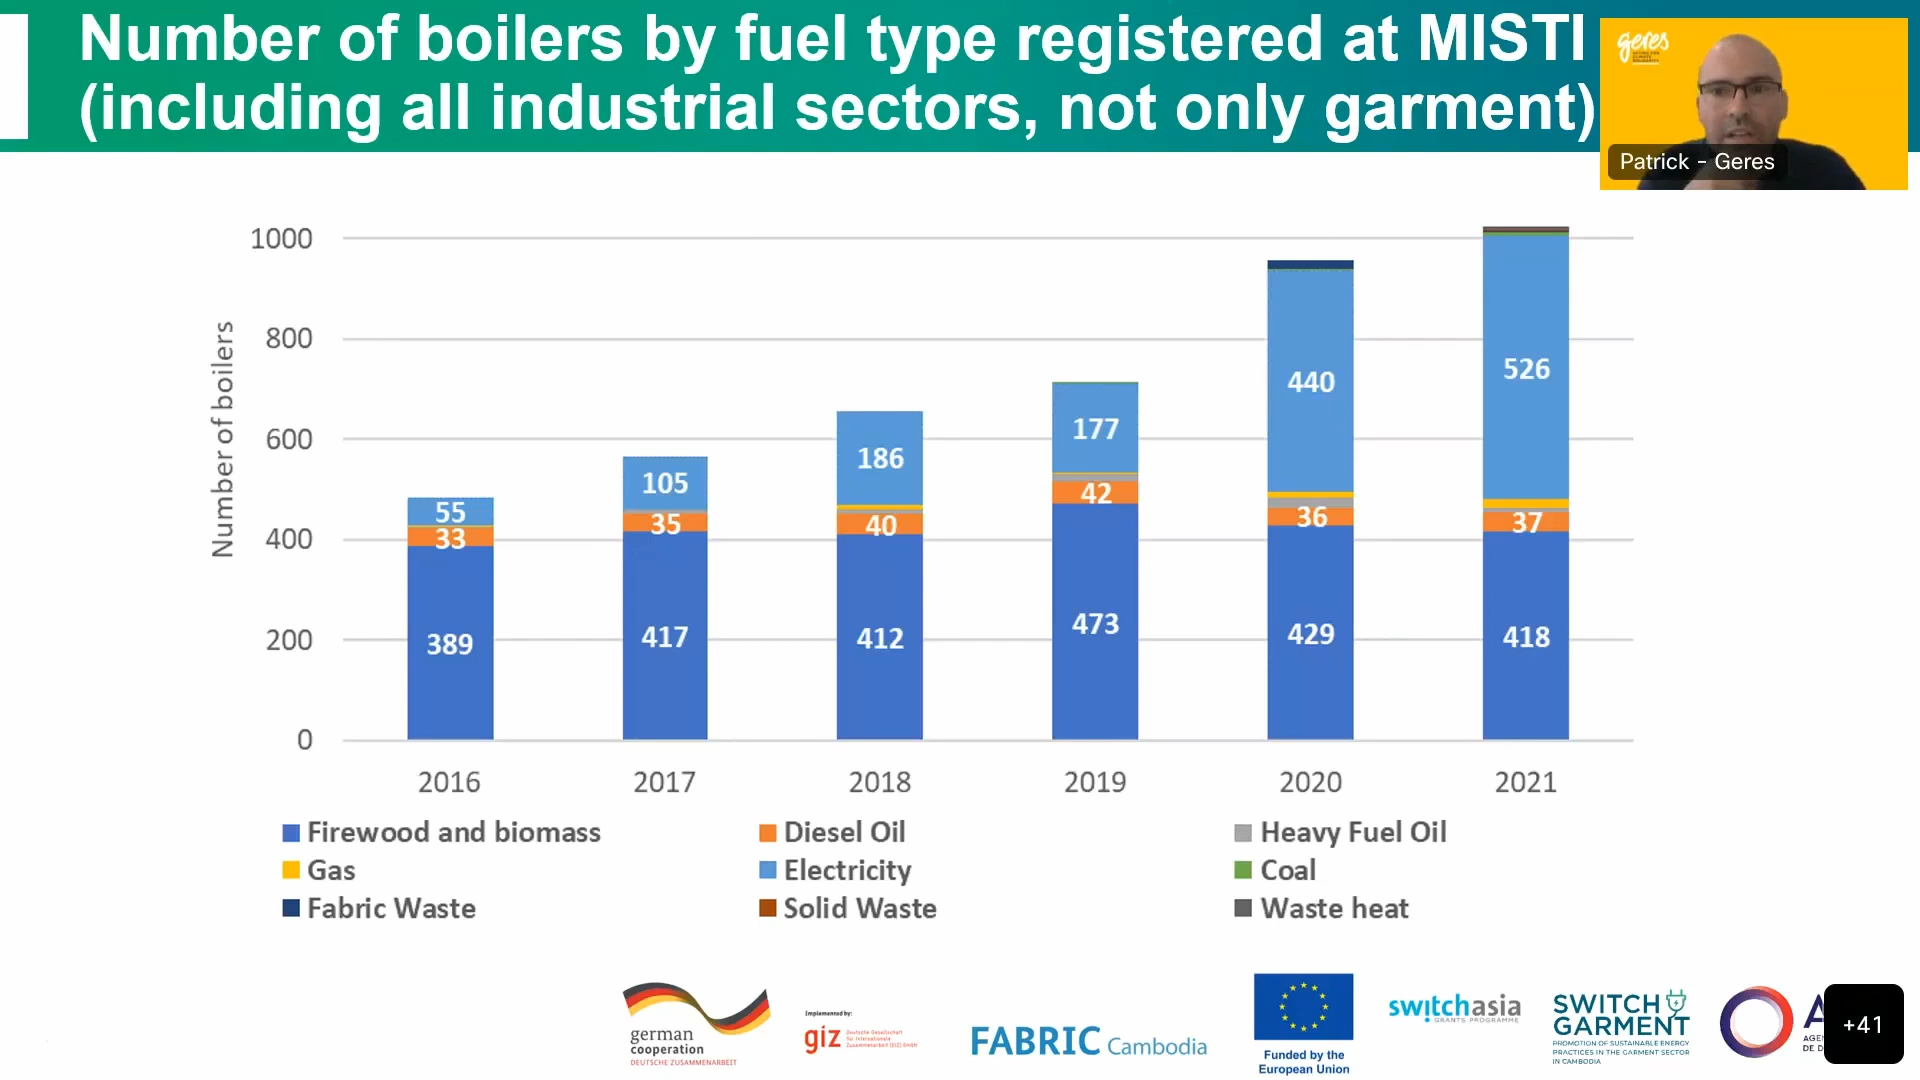 Number of boilers by fuel type registered at MISTI
(including all industrial sectors, not only garment)
geres
Patrick - Geres
Number of boilers
1000
800
600
400
200
0
55
33
389
105
35
417
186
40
412
177
42
473
440
36
429
526
37
418
2016
2017
2018
2019
2020
2021
Firewood and biomass
Diesel Oil
Heavy Fuel Oil
Gas
Electricity
Coal
Fabric Waste
Solid Waste
Waste heat
german
cooperation
DEUTSCHE ZUSAMMENARBEIT
Implemented by:
giz
Deutsche Gesellschaft
für Internationale
Zusammenarbeit (GIZ) GmbH
FABRIC Cambodia
Funded by the
European Union
switchasia
GRANTS PROGRAMME
SWITCH
GARMENT
PROMOTION OF SUSTAINABLE ENERGY
PRACTICES IN THE GARMENT SECTOR
IN CAMBODIA
+41